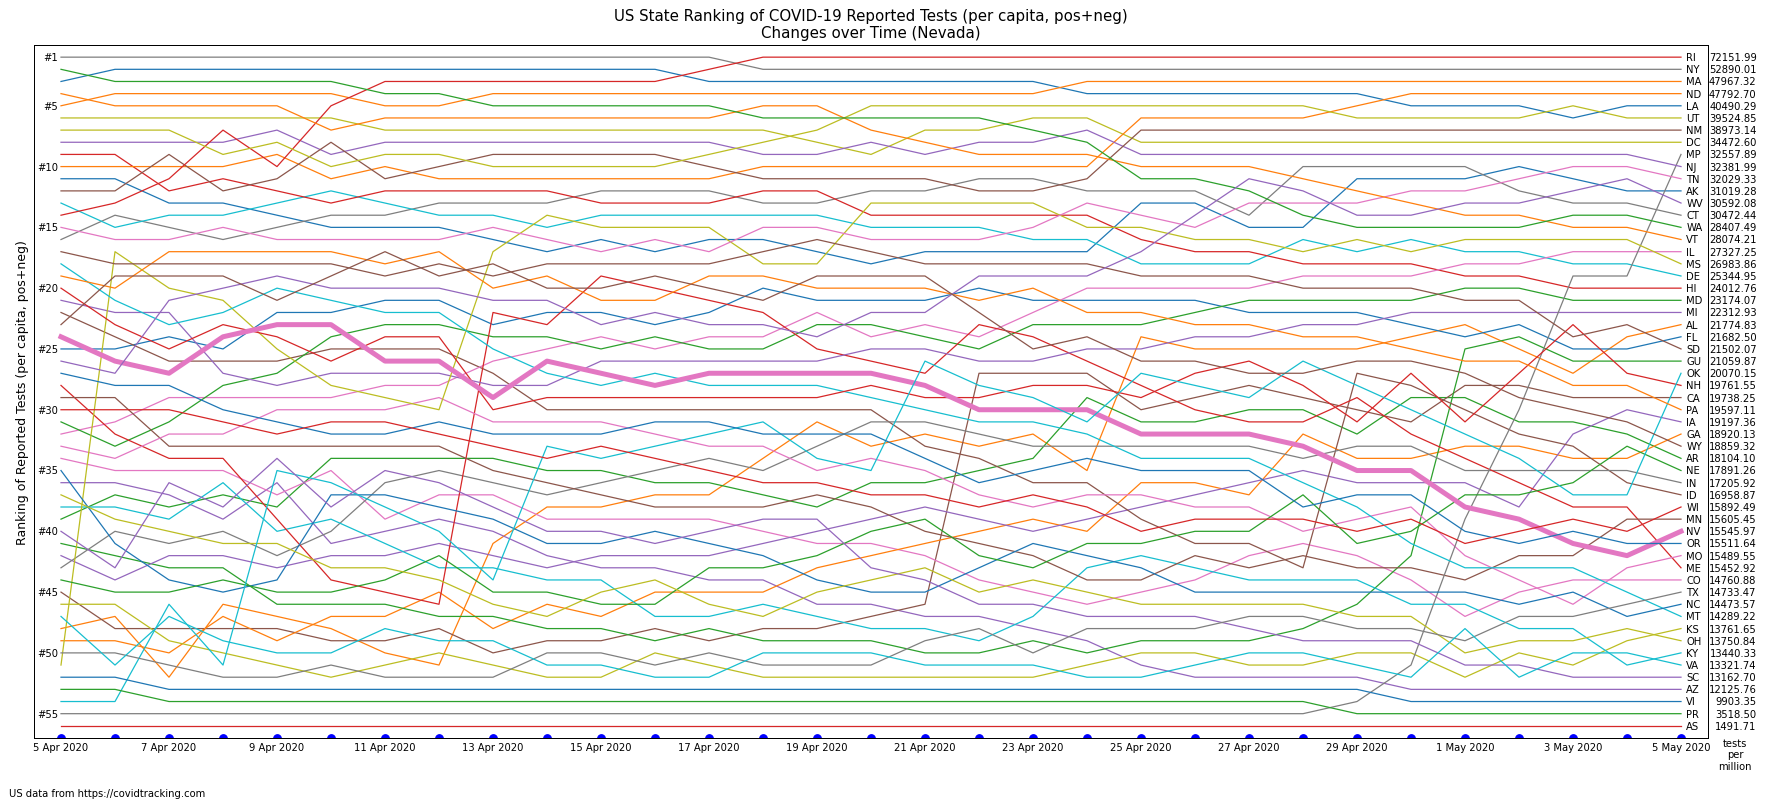 US State Ranking of COVID-19 Reported Tests (per capita, pos+neg)
Changes over Time (Nevada)
Ranking of Reported Tests (per capita, pos+neg)
#1
#5
#10
#15
#20
#25
#30
#35
#40
#45
#50
#55
RI 72151.99
NY 52890.01
MA 47967.32
ND 47792.70
LA 40490.29
UT 39524.85
NM 38973.14
DC 34472.60
MP 32557.89
NJ 32381.99
TN 32029.33
AK 31019.28
WV 30592.08
CT 30472.44
WA 28407.49
VT 28074.21
IL 27327.25
MS 26983.86
DE 25344.95
HI 24012.76
MD 23174.07
MI 22312.93
AL 21774.83
FL 21682.50
SD 21502.07
GU 21059.87
OK 20070.15
NH 19761.55
CA 19738.25
PA 19597.11
IA 19197.36
GA 18920.13
WY 18859.32
AR 18104.10
NE 17891.26
IN 17205.92
ID 16958.87
WI 15892.49
MN 15605.45
NV 15545.97
OR 15511.64
MO 15489.55
ME 15452.92
CO 14760.88
TX 14733.47
NC 14473.57
MT 14289.22
KS 13761.65
OH 13750.84
KY 13440.33
VA 13321.74
SC 13162.70
AZ 12125.76
VI 9903.35
PR 3518.50
AS 1491.71
5 Apr 2020 7 Apr 2020 9 Apr 2020 11 Apr 2020 13 Apr 2020 15 Apr 2020 17 Apr 2020 19 Apr 2020 21 Apr 2020 23 Apr 2020 25 Apr 2020 27 Apr 2020 29 Apr 2020 1 May 2020 3 May 2020 5 May 2020
tests
per
million
US data from https://covidtracking.com